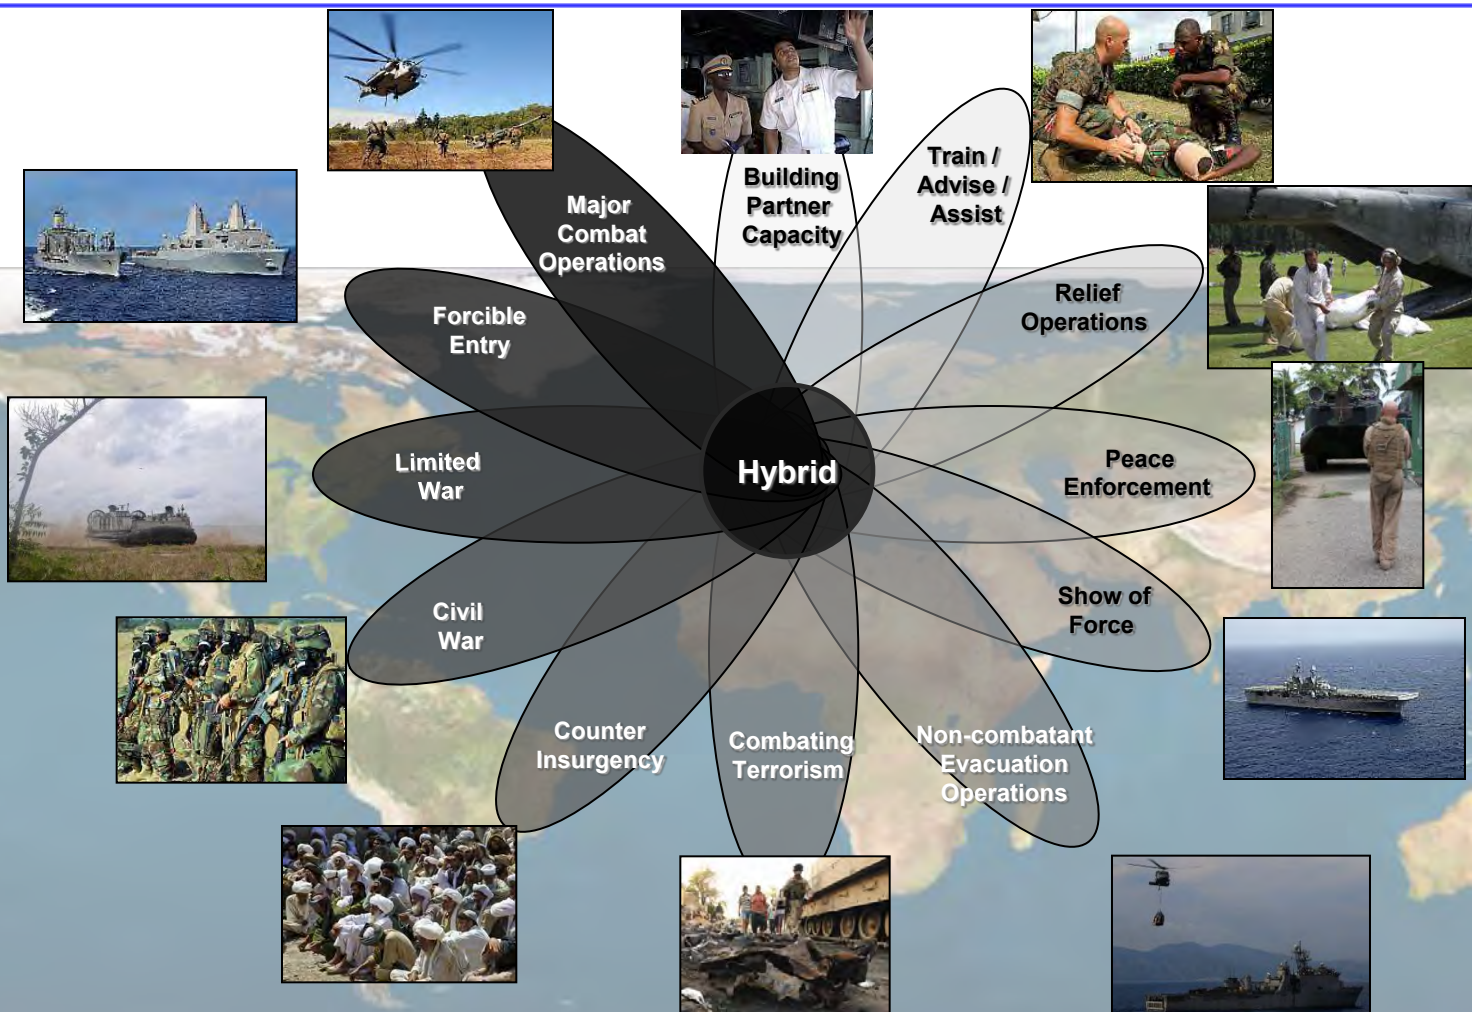 Building
Partner
Capacity
Train /
Advise /
Assist
Relief
Operations
Peace
Enforcement
Show of
Force
Non-combatant
Evacuation
Operations
Combating
Terrorism
Counter
Insurgency
Civil
War
Limited
War
Forcible
Entry
Major
Combat
Operations
Hybrid